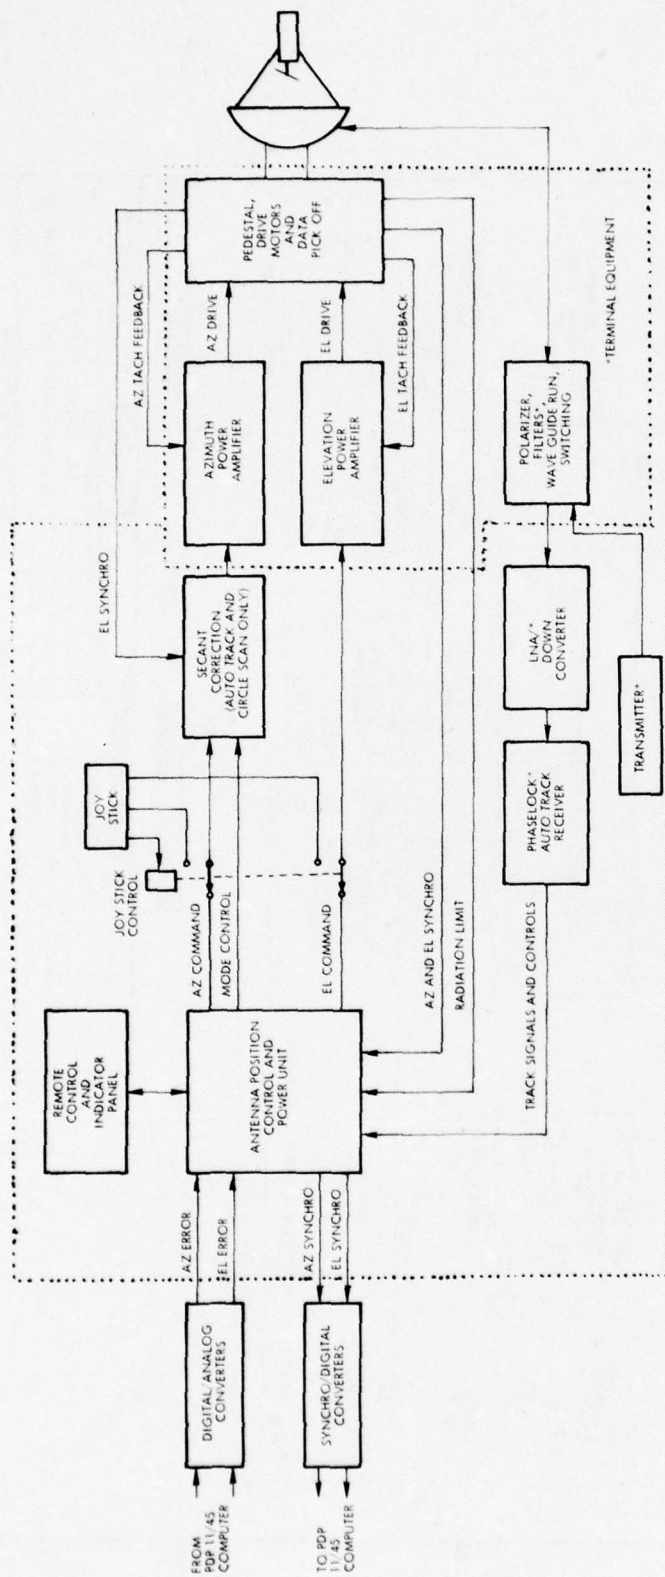 FROM
PDP 11/45
COMPUTER
TO PDP
11/45
COMPUTER
DIGITAL/ANALOG
CONVERTERS
SYNCHRO/DIGITAL
CONVERTERS
AZ ERROR
EL ERROR
AZ SYNCHRO
EL SYNCHRO
REMOTE
CONTROL
AND
INDICATOR
PANEL
ANTENNA POSITION
CONTROL AND
POWER UNIT
JOY STICK
CONTROL
JOY
STICK
AZ COMMAND
MODE CONTROL
EL COMMAND
AZ AND EL SYNCHRO
RADIATION LIMIT
TRACK SIGNALS AND CONTROLS
EL SYNCHRO
SECANT
CORRECTION
(AUTO TRACK AND
CIRCLE SCAN ONLY)
AZ TACH FEEDBACK
AZIMUTH
POWER
AMPLIFIER
ELEVATION
POWER
AMPLIFIER
AZ DRIVE
EL DRIVE
EL TACH FEEDBACK
PEDESTAL,
DRIVE
MOTORS
AND
DATA
PICK OFF
PHASELOCK*
AUTO TRACK
RECEIVER
LNA/*
DOWN
CONVERTER
TRANSMITTER*
POLARIZER,
FILTERS*,
WAVE GUIDE RUN,
SWITCHING
*TERMINAL EQUIPMENT